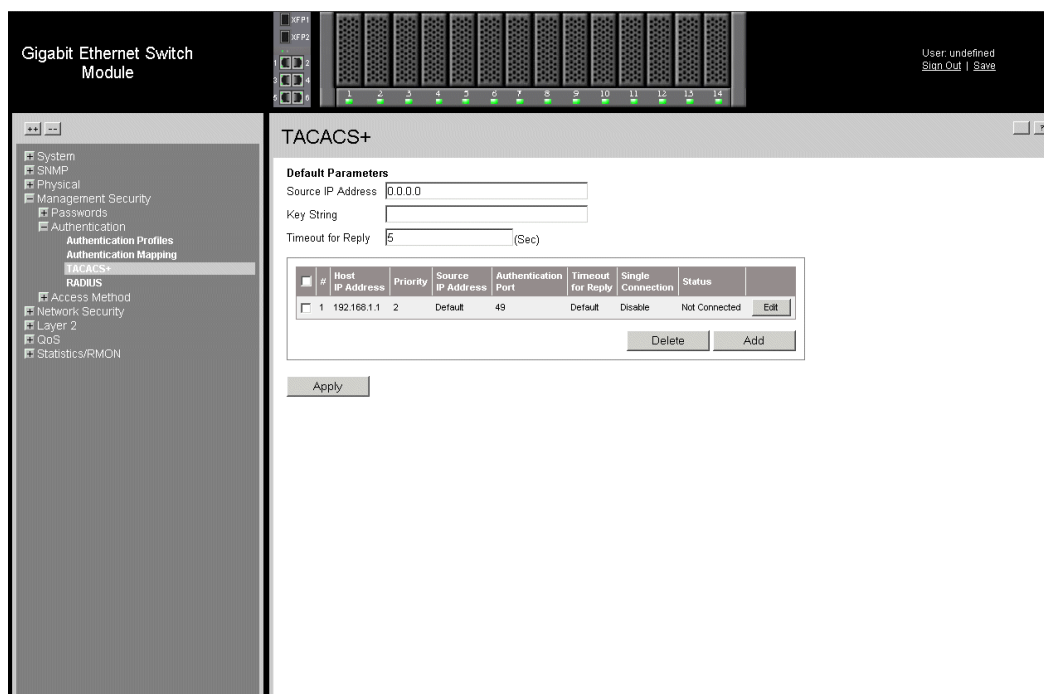 Gigabit Ethernet Switch
Module
XFP1
XFP2
1 2
3 4
5 6
1 2 3 4 5 6 7 8 9 10 11 12 13 14
User: undefined
Sign Out | Save
++ --
System
SNMP
Physical
Management Security
Passwords
Authentication
Authentication Profiles
Authentication Mapping
TACACS+
RADIUS
Access Method
Network Security
Layer 2
QoS
Statistics/RMON
TACACS+
?
Default Parameters
Source IP Address 0.0.0.0
Key String
Timeout for Reply 5 (Sec)
# Host IP Address Priority Source IP Address Authentication Port Timeout for Reply Single Connection Status
1 192.168.1.1 2 Default 49 Default Disable Not Connected Edit
Delete Add
Apply